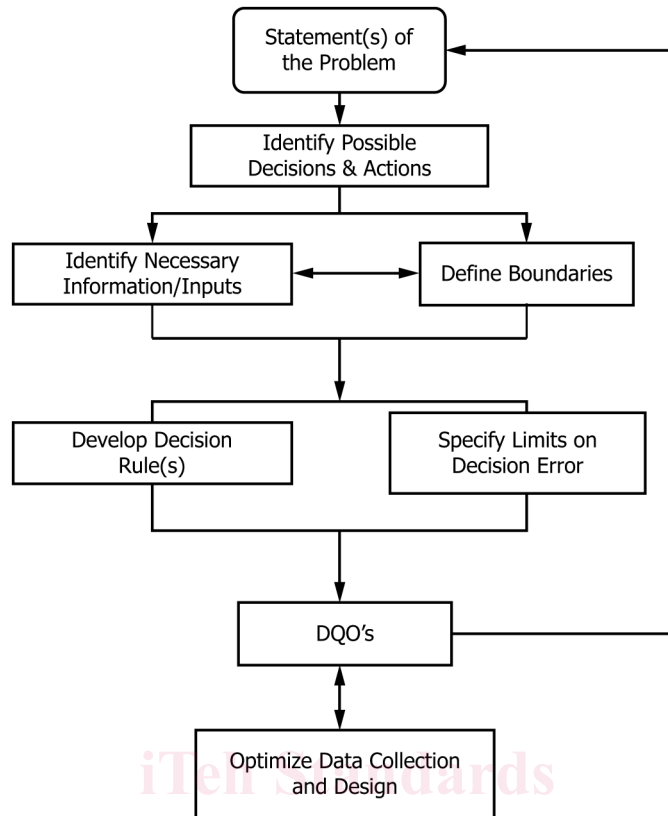 Statement(s) of
the Problem
Identify Possible
Decisions & Actions
Identify Necessary
Information/Inputs
Define Boundaries
Develop Decision
Rule(s)
Specify Limits on
Decision Error
DQO's
Optimize Data Collection
and Design
iTeh Standards